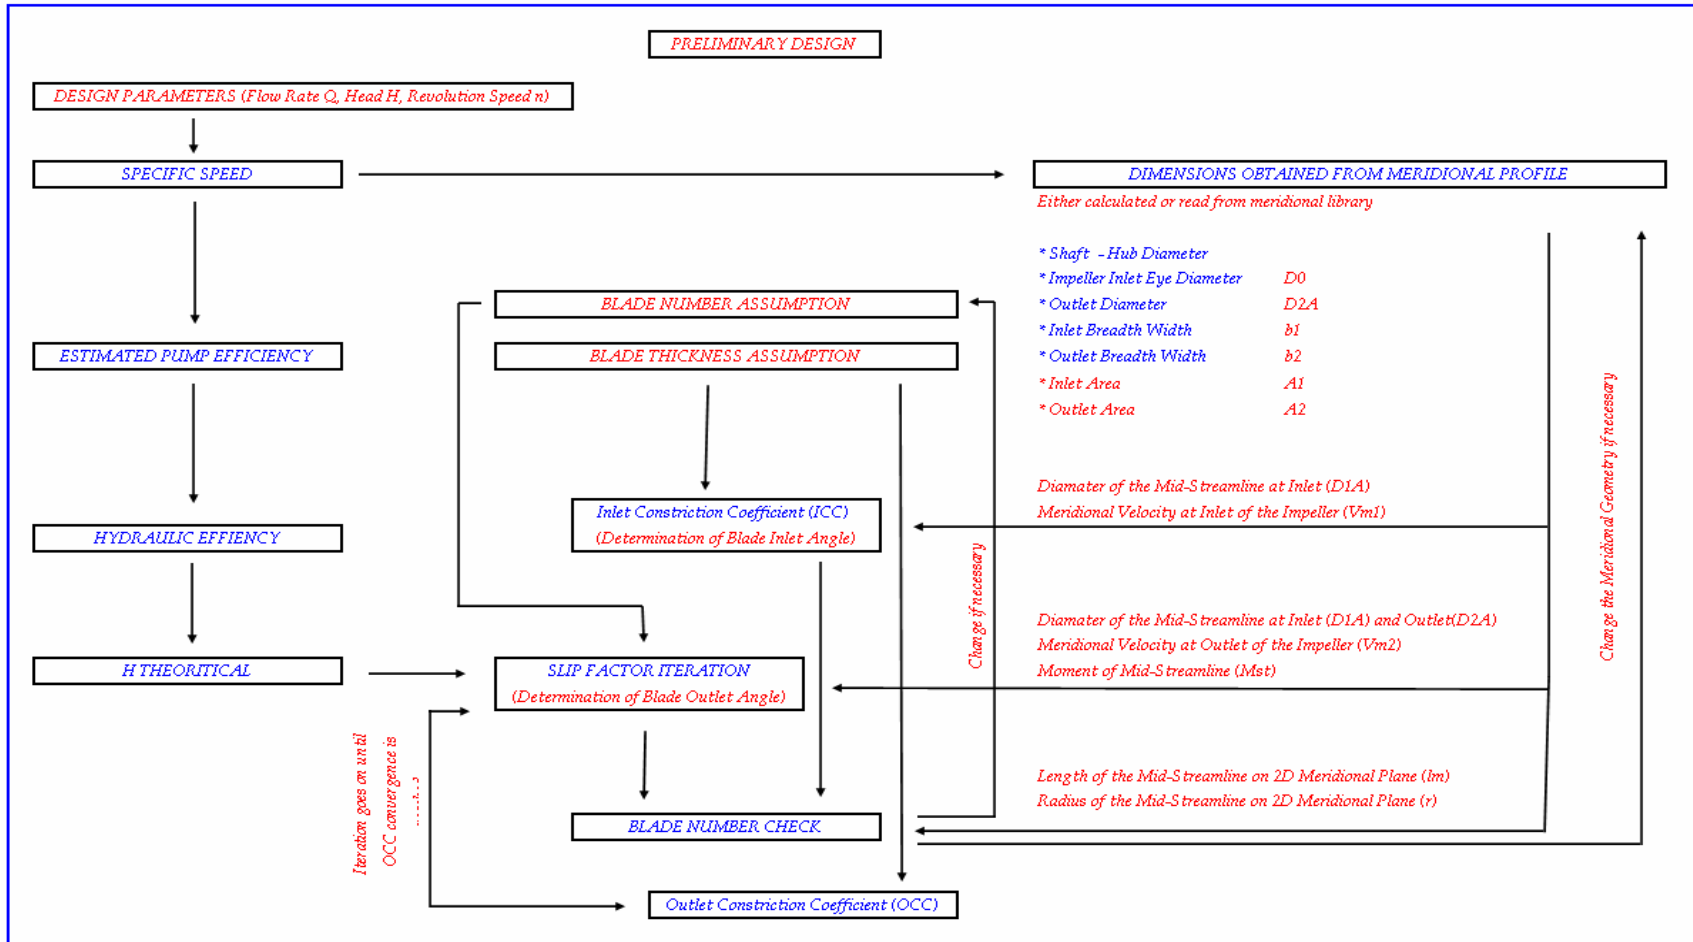 PRELIMINARY DESIGN
DESIGN PARAMETERS (Flow Rate Q, Head H, Revolution Speed n)
SPECIFIC SPEED
DIMENSIONS OBTAINED FROM MERIDIONAL PROFILE
Either calculated or read from meridional library
* Shaft - Hub Diameter
* Impeller Inlet Eye Diameter D0
* Outlet Diameter D2A
* Inlet Breadth Width b1
* Outlet Breadth Width b2
* Inlet Area A1
* Outlet Area A2
BLADE NUMBER ASSUMPTION
BLADE THICKNESS ASSUMPTION
ESTIMATED PUMP EFFICIENCY
Change the Meridional Geometry if necessary
Diamater of the Mid-Streamline at Inlet (D1A)
Meridional Velocity at Inlet of the Impeller (Vm1)
Inlet Constriction Coefficient (ICC)
(Determination of Blade Inlet Angle)
HYDRAULIC EFFIENCY
Change if necessary
Diamater of the Mid-Streamline at Inlet (D1A) and Outlet(D2A)
Meridional Velocity at Outlet of the Impeller (Vm2)
Moment of Mid-Streamline (Mst)
H THEORITICAL
SLIP FACTOR ITERATION
(Determination of Blade Outlet Angle)
Iteration goes on until
OCC convergence is
Length of the Mid-Streamline on 2D Meridional Plane (lm)
Radius of the Mid-Streamline on 2D Meridional Plane (r)
BLADE NUMBER CHECK
Outlet Constriction Coefficient (OCC)